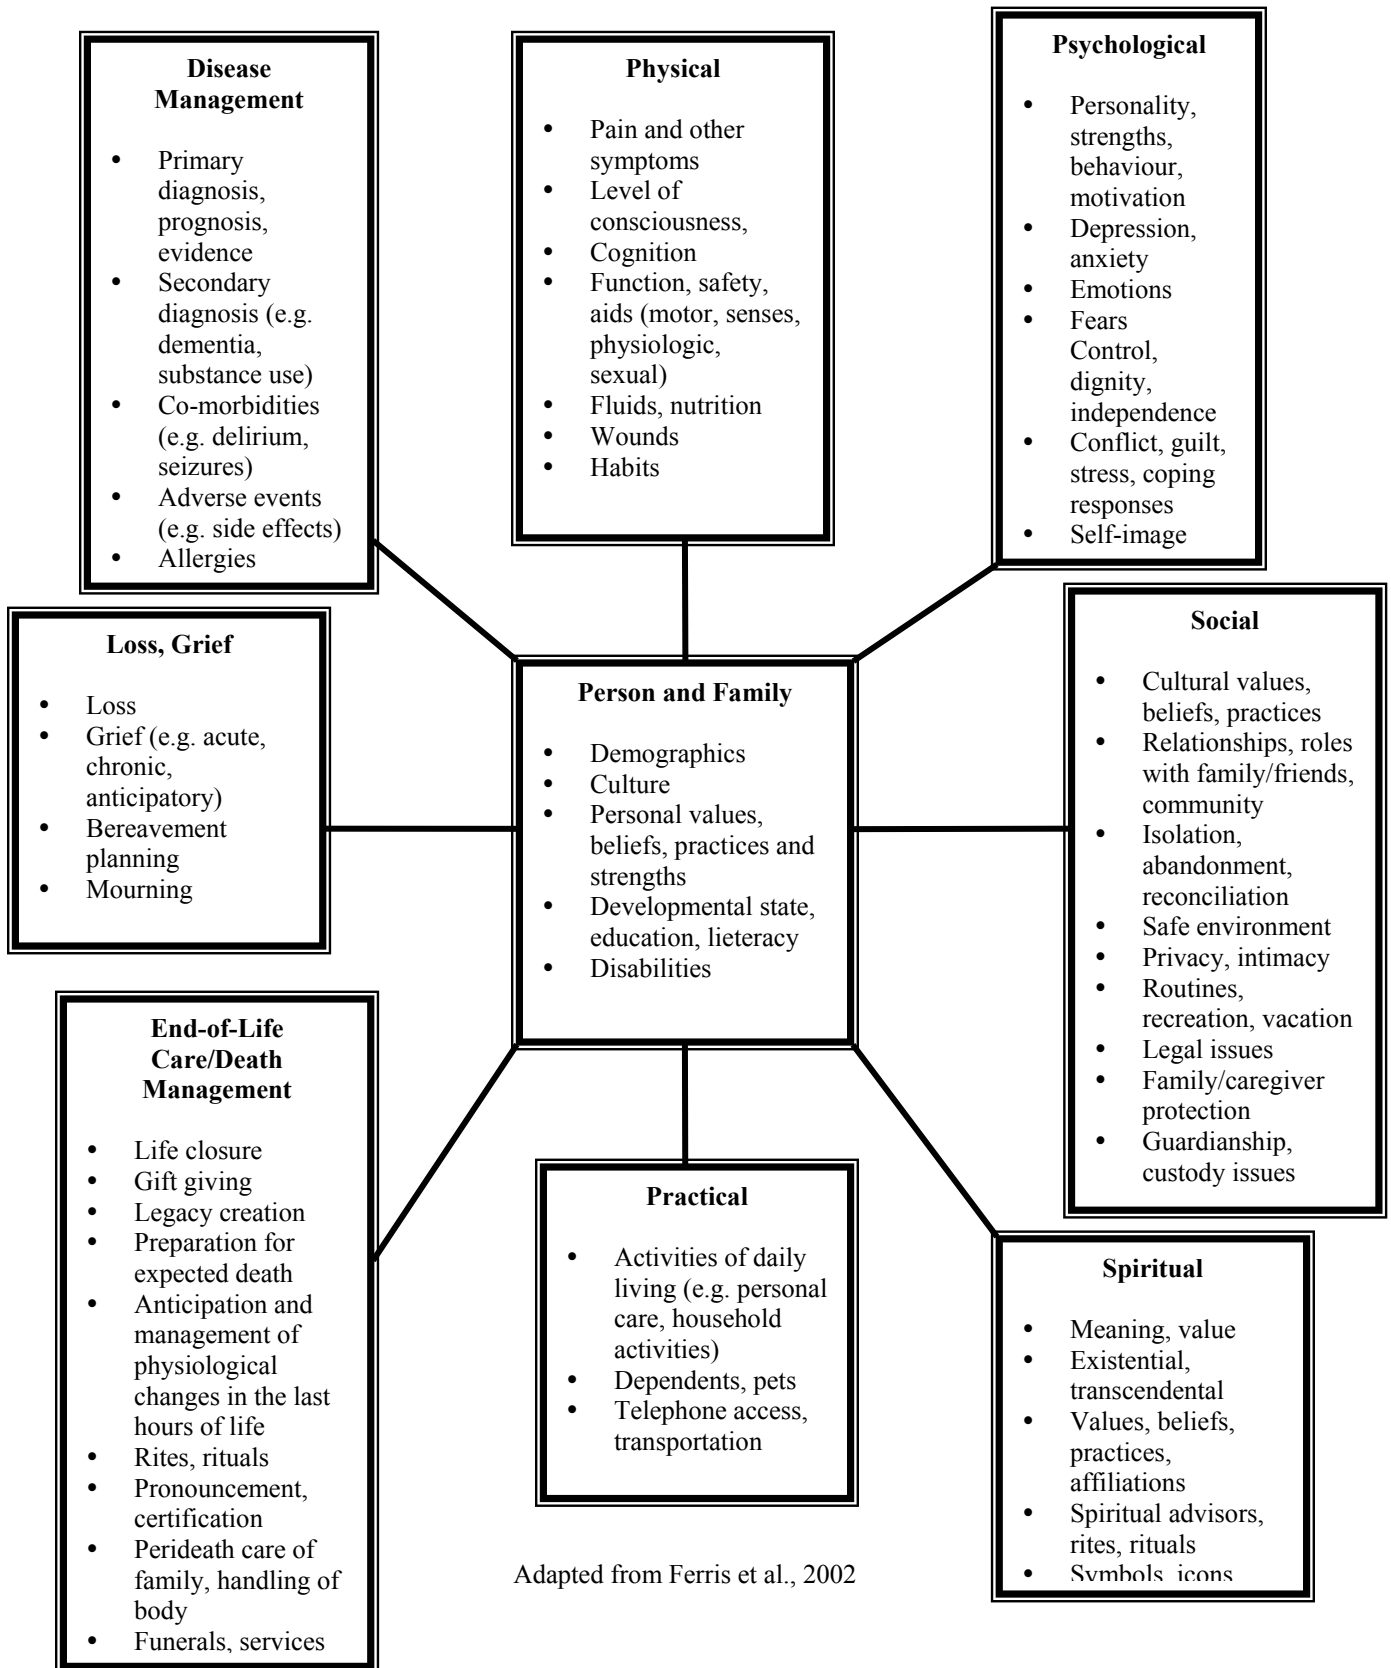 Disease
Management
• Primary
diagnosis,
prognosis,
evidence
• Secondary
diagnosis (e.g.
dementia,
substance use)
• Co-morbidities
(e.g. delirium,
seizures)
• Adverse events
(e.g. side effects)
• Allergies
Physical
• Pain and other
symptoms
• Level of
consciousness,
• Cognition
• Function, safety,
aids (motor, senses,
physiologic,
sexual)
• Fluids, nutrition
• Wounds
• Habits
Psychological
• Personality,
strengths,
behaviour,
motivation
• Depression,
anxiety
• Emotions
• Fears
Control,
dignity,
independence
• Conflict, guilt,
stress, coping
responses
• Self-image
Loss, Grief
• Loss
• Grief (e.g. acute,
chronic,
anticipatory)
• Bereavement
planning
• Mourning
Person and Family
• Demographics
• Culture
• Personal values,
beliefs, practices and
strengths
• Developmental state,
education, lieteracy
• Disabilities
Social
• Cultural values,
beliefs, practices
• Relationships, roles
with family/friends,
community
• Isolation,
abandonment,
reconciliation
• Safe environment
• Privacy, intimacy
• Routines,
recreation, vacation
• Legal issues
• Family/caregiver
protection
• Guardianship,
custody issues
End-of-Life
Care/Death
Management
• Life closure
• Gift giving
• Legacy creation
• Preparation for
expected death
• Anticipation and
management of
physiological
changes in the last
hours of life
• Rites, rituals
• Pronouncement,
certification
• Perideath care of
family, handling of
body
• Funerals, services
Practical
• Activities of daily
living (e.g. personal
care, household
activities)
• Dependents, pets
• Telephone access,
transportation
Spiritual
• Meaning, value
• Existential,
transcendental
• Values, beliefs,
practices,
affiliations
• Spiritual advisors,
rites, rituals
• Symbols, icons
Adapted from Ferris et al., 2002